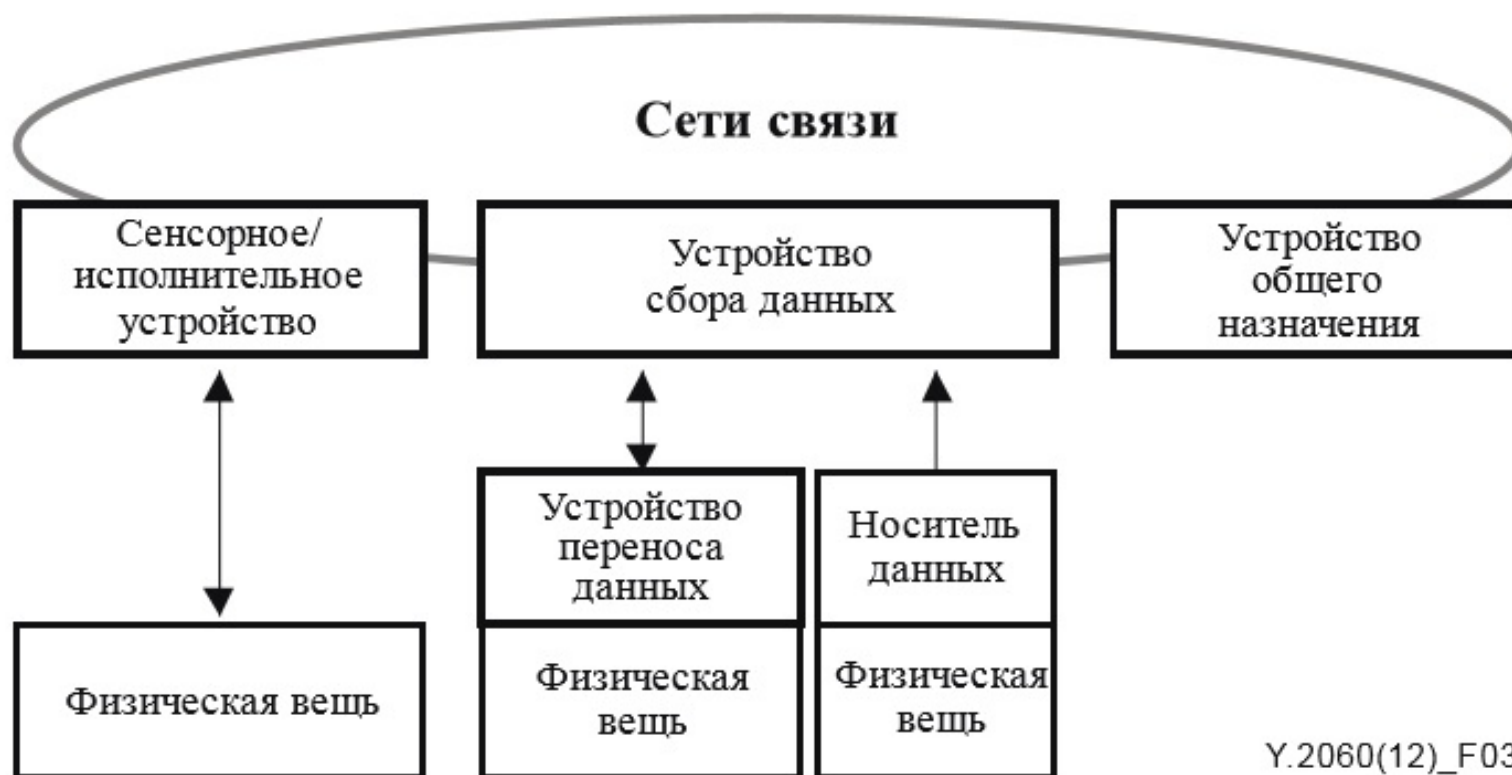 Сети связи
Сенсорное/
исполнительное
устройство
Устройство
сбора данных
Устройство
общего
назначения
Устройство
переноса
данных
Носитель
данных
Физическая вещь
Физическая
вещь
Физическая
вещь
Y.2060(12)_F03